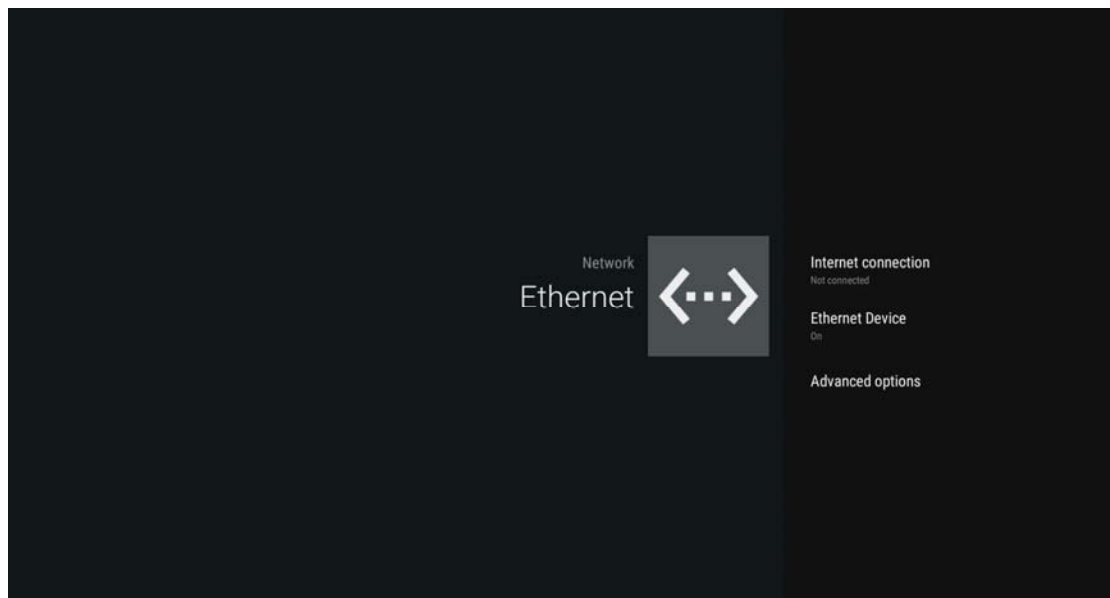 Network
Ethernet
Internet connection
Not connected
Ethernet Device
On
Advanced options